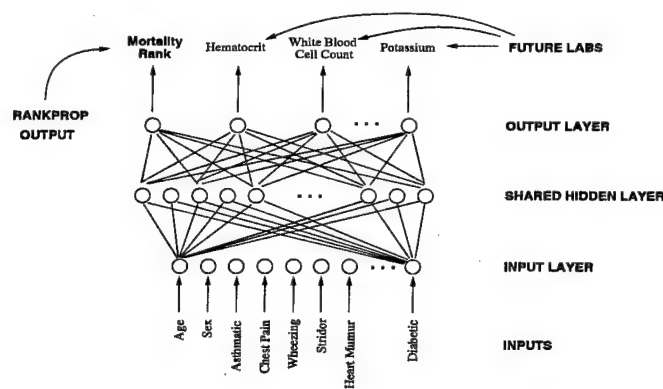 Mortality
Rank
Hematocrit
White Blood
Cell Count
Potassium
FUTURE LABS
RANKPROP
OUTPUT
OUTPUT LAYER
SHARED HIDDEN LAYER
INPUT LAYER
Age
Sex
Asthmatic
Chest Pain
Wheezing
Stridor
Heart Mumur
Diabetic
INPUTS